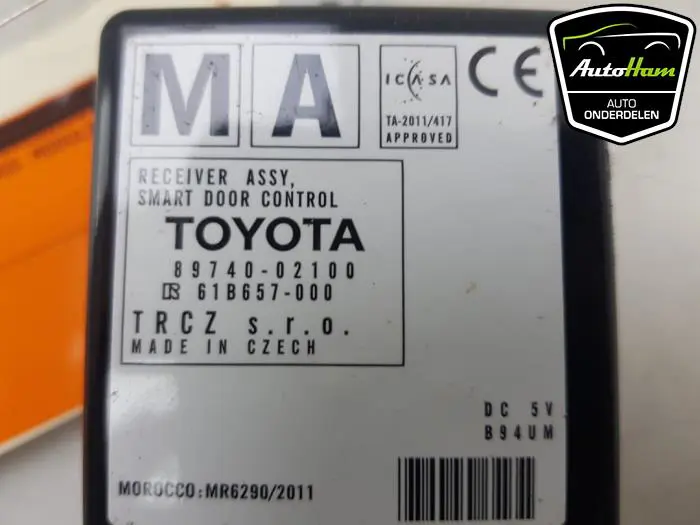 M A
ICASA
TA-2011/417
APPROVED
CE
AutoHam
AUTO
ONDERDELEN
RECEIVER ASSY,
SMART DOOR CONTROL
TOYOTA
89740-02100
61B657-000
TRCZ s.r.o.
MADE IN CZECH
DC 5V
B94UM
MOROCCO:MR6290/2011